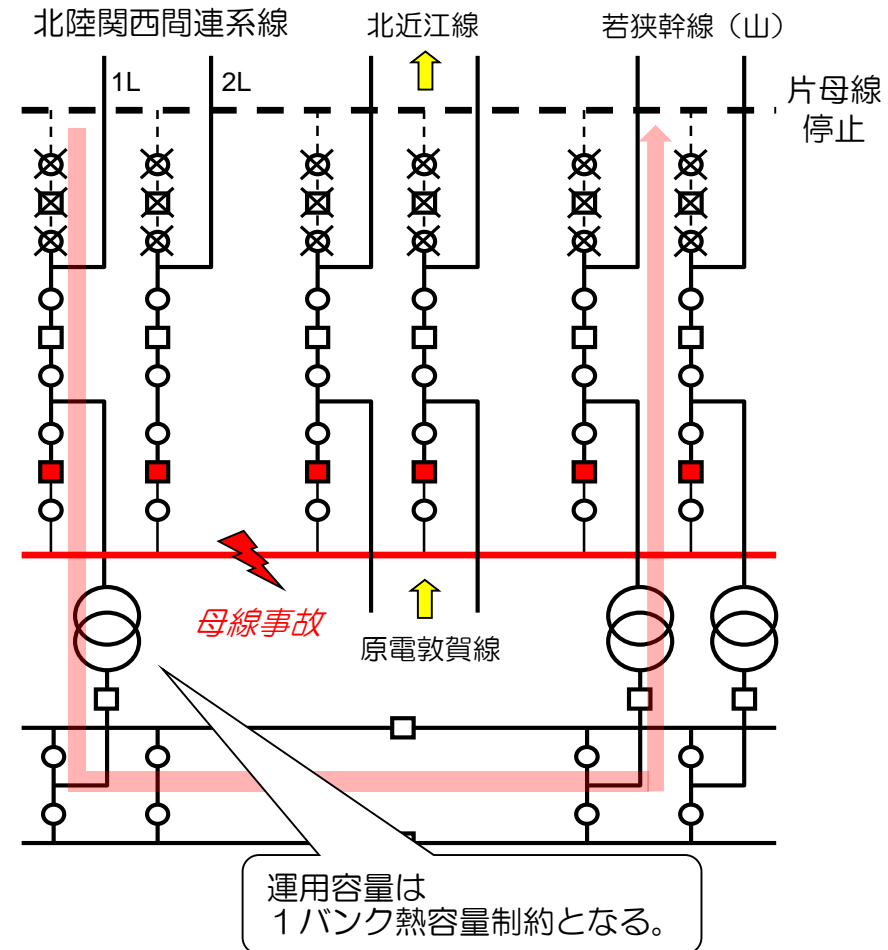 北陸関西間連系線
北近江線
若狭幹線（山）
1L
2L
片母線
停止
母線事故
原電敦賀線
運用容量は
１バンク熱容量制約となる。